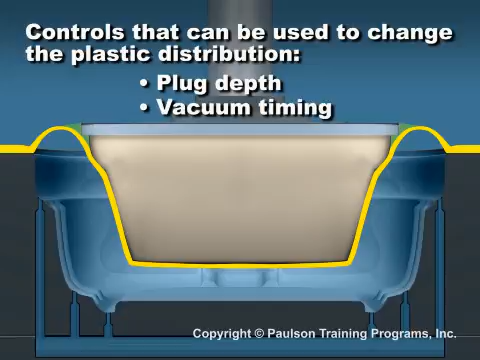 Controls that can be used to change
the plastic distribution:
• Plug depth
• Vacuum timing
Copyright © Paulson Training Programs, Inc.